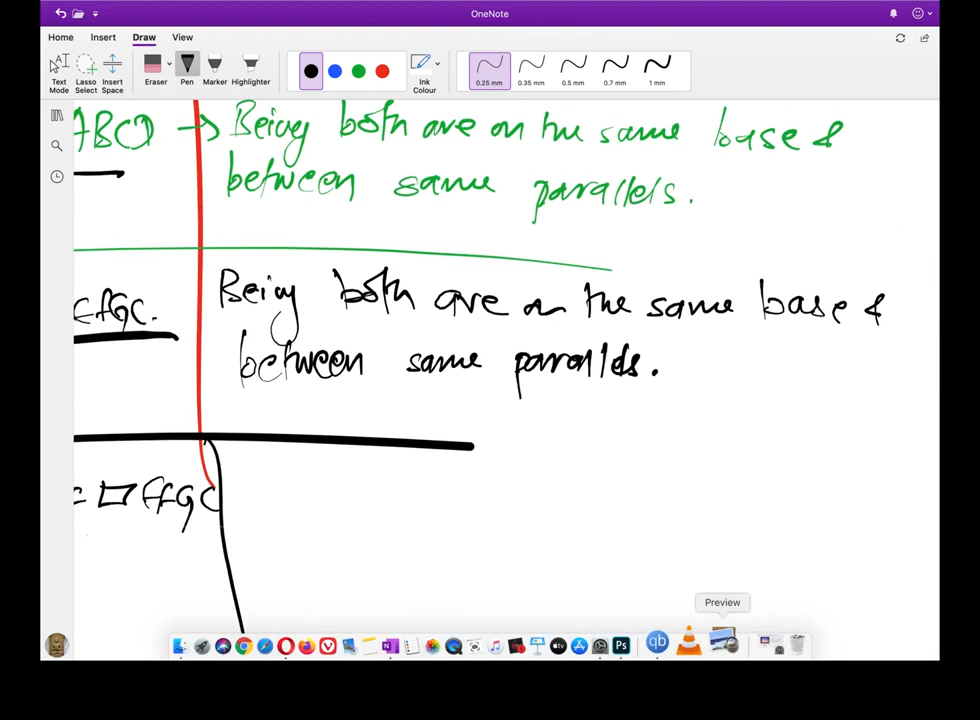 OneNote
Home Insert Draw View
Text Mode Lasso Select Insert Space Eraser Pen Marker Highlighter Ink Colour 0.25 mm 0.35 mm 0.5 mm 0.7 mm 1 mm
ABCD → Being both are on the same base &
between same parallels.
EFGC. Being both are on the same base &
between same parallels.
= ▱ EFGC
Preview
qb Ps